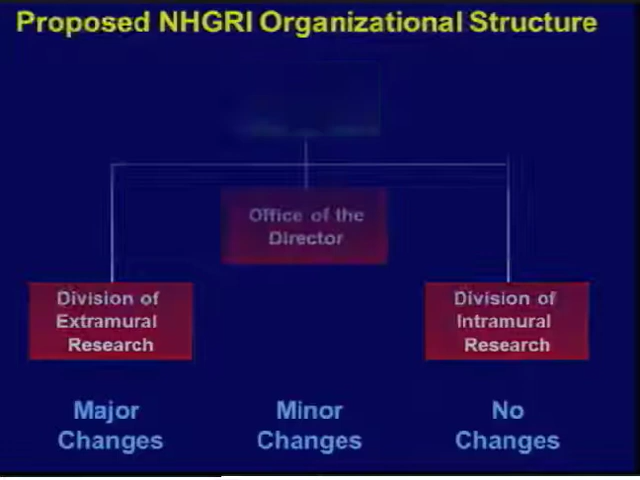 Proposed NHGRI Organizational Structure
Office of the
Director
Division of
Extramural
Research
Division of
Intramural
Research
Major
Changes
Minor
Changes
No
Changes